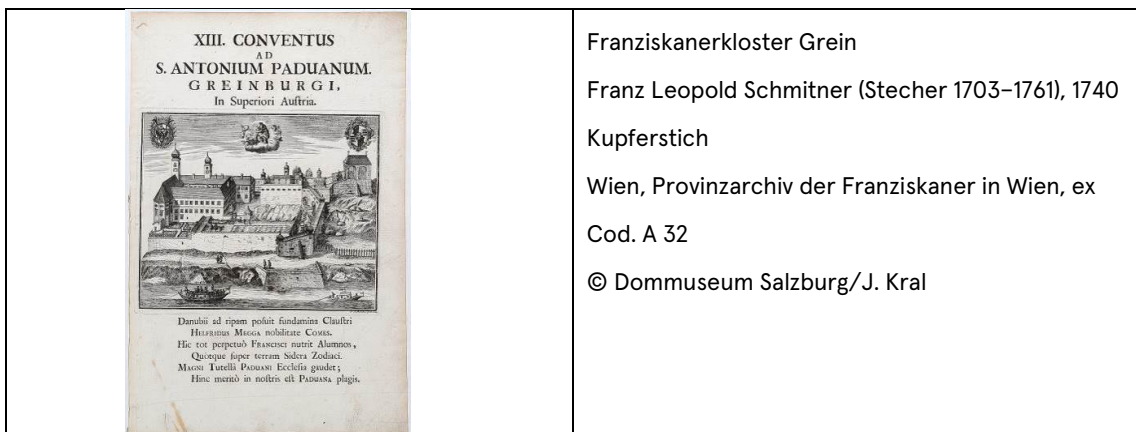 XIII. CONVENTUS
AD
S. ANTONIUM PADUANUM.
GREINBURGI,
In Superiori Auſtria.
Danubii ad ripam poſuit fundamina Clauſtri
HELFRIDUS MEGGA nobilitate COMES.
Hic tot perpetuò FRANCISCI nutrit Alumnos,
Quotque ſuper terram Sidera Zodiaci.
MAGNI Tutellâ PADUANI Eccleſia gaudet;
Hinc meritò in noſtris eſt PADUANA plagis.
Franziskanerkloster Grein
Franz Leopold Schmitner (Stecher 1703–1761), 1740
Kupferstich
Wien, Provinzarchiv der Franziskaner in Wien, ex
Cod. A 32
© Dommuseum Salzburg/J. Kral